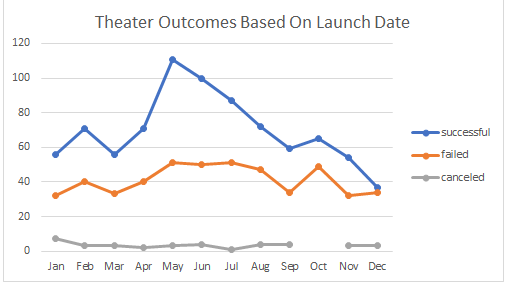 Theater Outcomes Based On Launch Date
120
100
80
60
40
20
0
Jan Feb Mar Apr May Jun Jul Aug Sep Oct Nov Dec
successful
failed
canceled